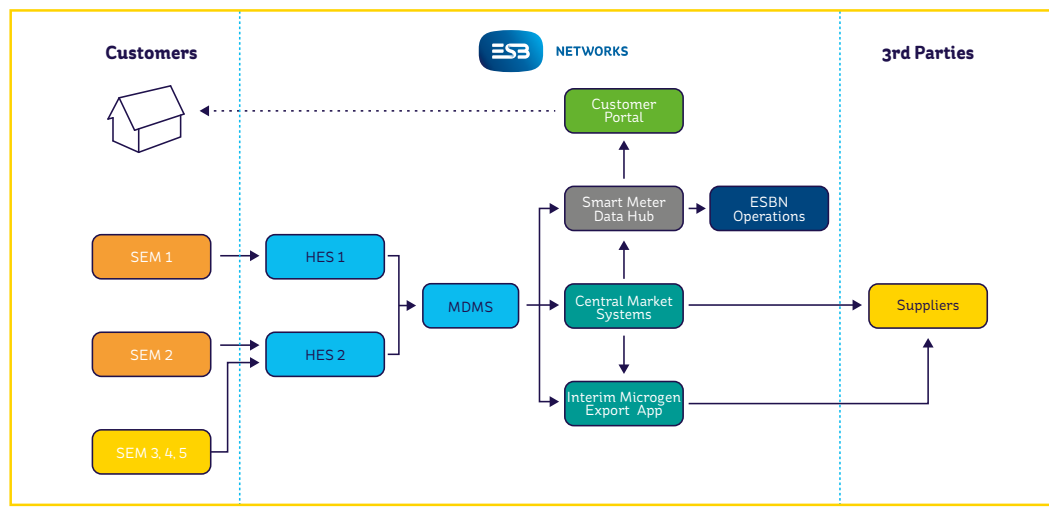 Customers
ESB NETWORKS
3rd Parties
Customer
Portal
Smart Meter
Data Hub
ESBN
Operations
SEM 1
HES 1
MDMS
Central Market
Systems
Suppliers
SEM 2
HES 2
Interim Microgen
Export App
SEM 3, 4, 5